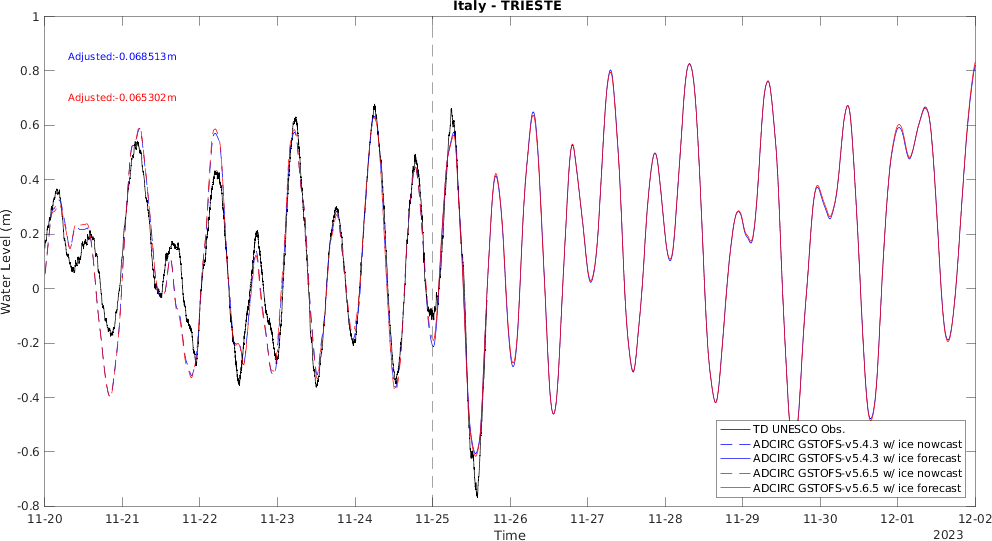 Italy - TRIESTE
Adjusted:-0.068513m
Adjusted:-0.065302m
Water Level (m)
1
0.8
0.6
0.4
0.2
0
-0.2
-0.4
-0.6
-0.8
TD UNESCO Obs.
ADCIRC GSTOFS-v5.4.3 w/ ice nowcast
ADCIRC GSTOFS-v5.4.3 w/ ice forecast
ADCIRC GSTOFS-v5.6.5 w/ ice nowcast
ADCIRC GSTOFS-v5.6.5 w/ ice forecast
11-20 11-21 11-22 11-23 11-24 11-25 11-26 11-27 11-28 11-29 11-30 12-01 12-02
Time
2023